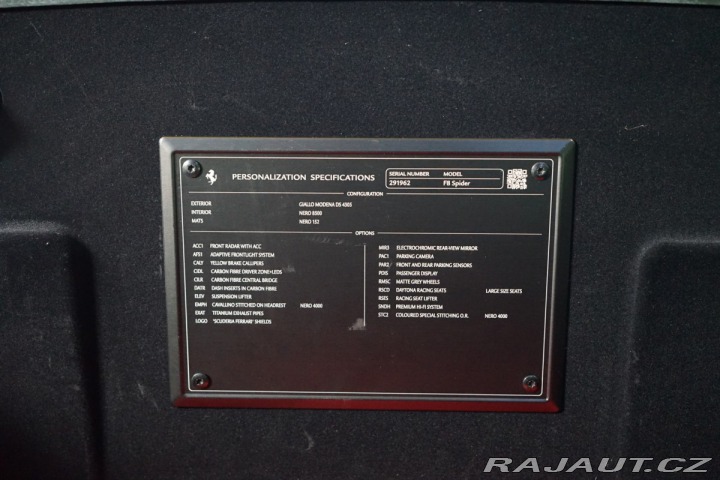 PERSONALIZATION SPECIFICATIONS
SERIAL NUMBER MODEL
291962 F8 Spider
CONFIGURATION
EXTERIOR GIALLO MODENA DS 4305
INTERIOR NERO 8500
MATS NERO 152
OPTIONS
ACC1 FRONT RADAR WITH ACC
AFS1 ADAPTIVE FRONTLIGHT SYSTEM
CALY YELLOW BRAKE CALLIPERS
CIDL CARBON FIBRE DRIVER ZONE+LEDS
CILR CARBON FIBRE CENTRAL BRIDGE
DATR DASH INSERTS IN CARBON FIBRE
ELEV SUSPENSION LIFTER
EMPH CAVALLINO STITCHED ON HEADREST NERO 4000
EXAT TITANIUM EXHAUST PIPES
LOGO "SCUDERIA FERRARI" SHIELDS
MIR3 ELECTROCHROMIC REAR-VIEW MIRROR
PAC1 PARKING CAMERA
PAR2 FRONT AND REAR PARKING SENSORS
PDIS PASSENGER DISPLAY
RMSC MATTE GREY WHEELS
RSCD DAYTONA RACING SEATS LARGE SIZE SEATS
RSES RACING SEAT LIFTER
SNDH PREMIUM HI-FI SYSTEM
STC2 COLOURED SPECIAL STITCHING O.R. NERO 4000
RAJAUT.CZ